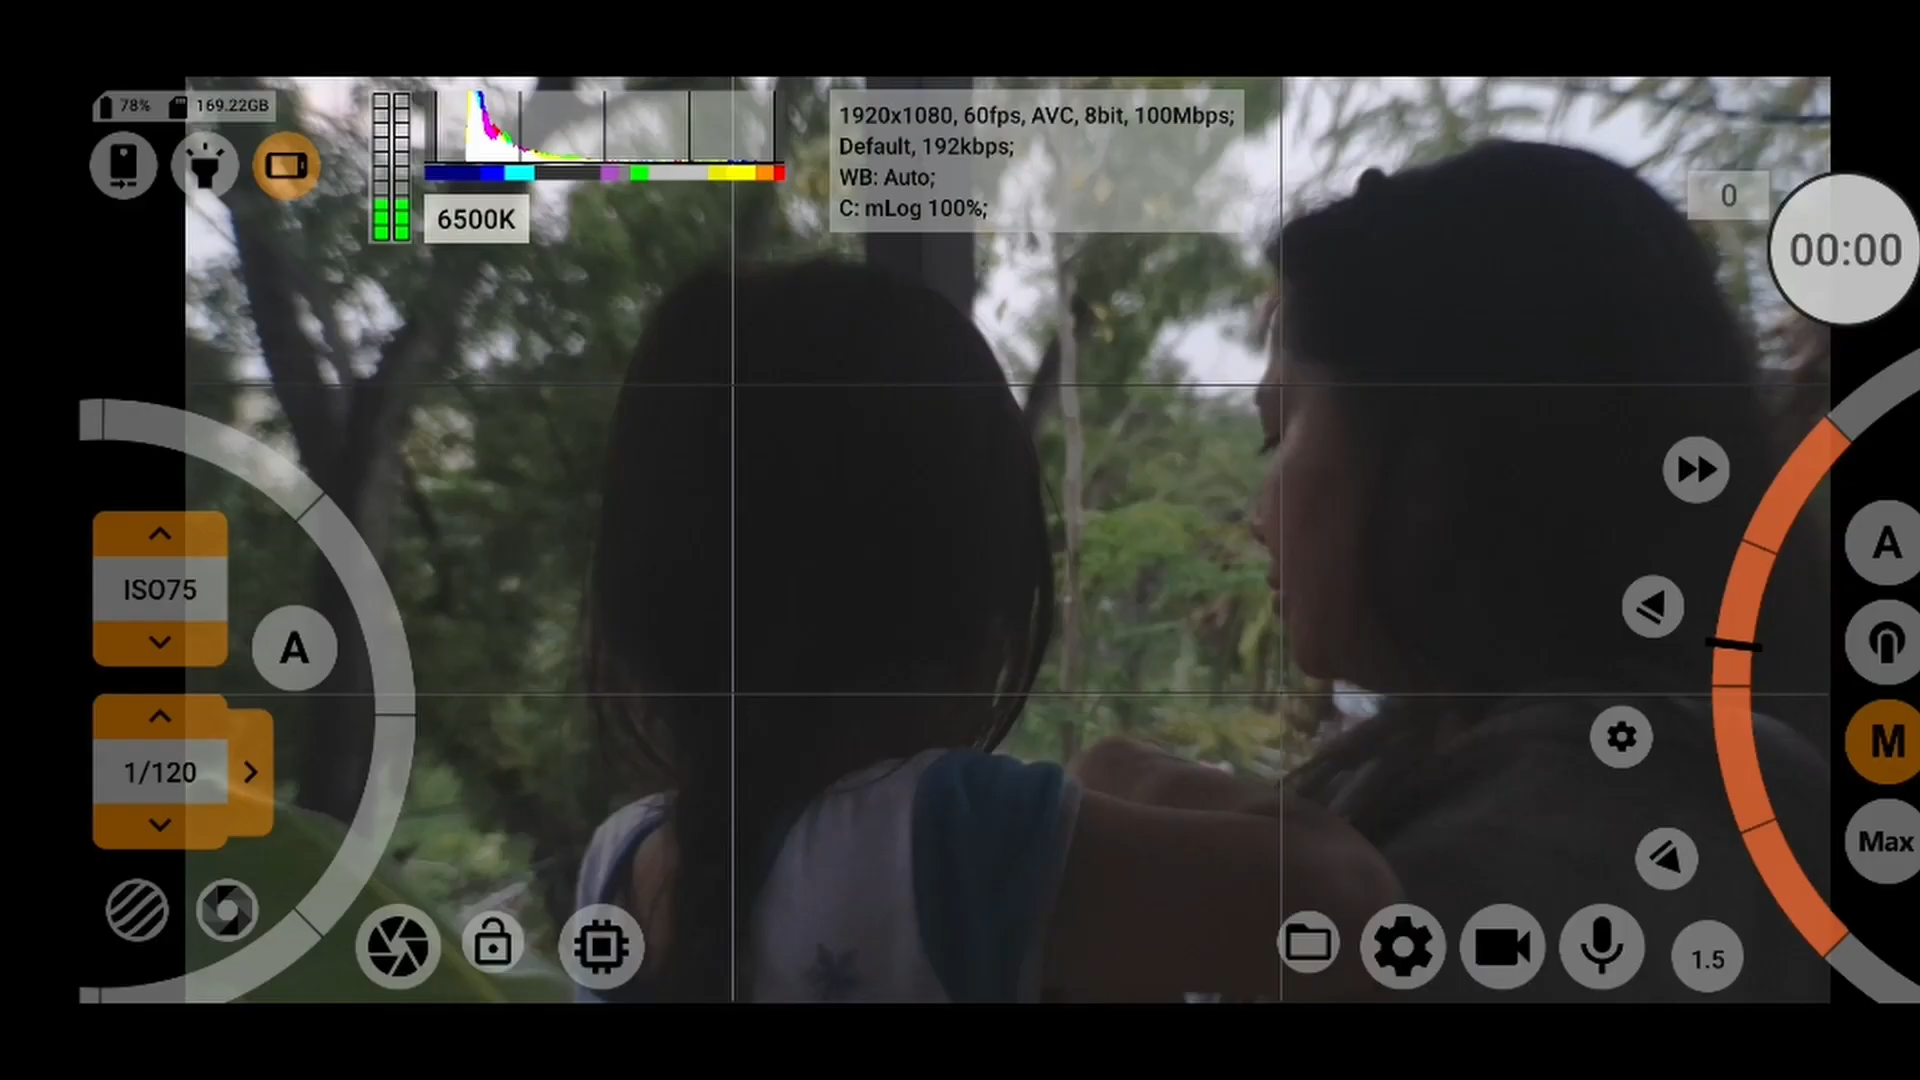 78% 169.22GB
1920x1080, 60fps, AVC, 8bit, 100Mbps;
Default, 192kbps;
WB: Auto;
C: mLog 100%;
6500K
0
00:00
ISO75
A
1/120
A
M
Max
1.5